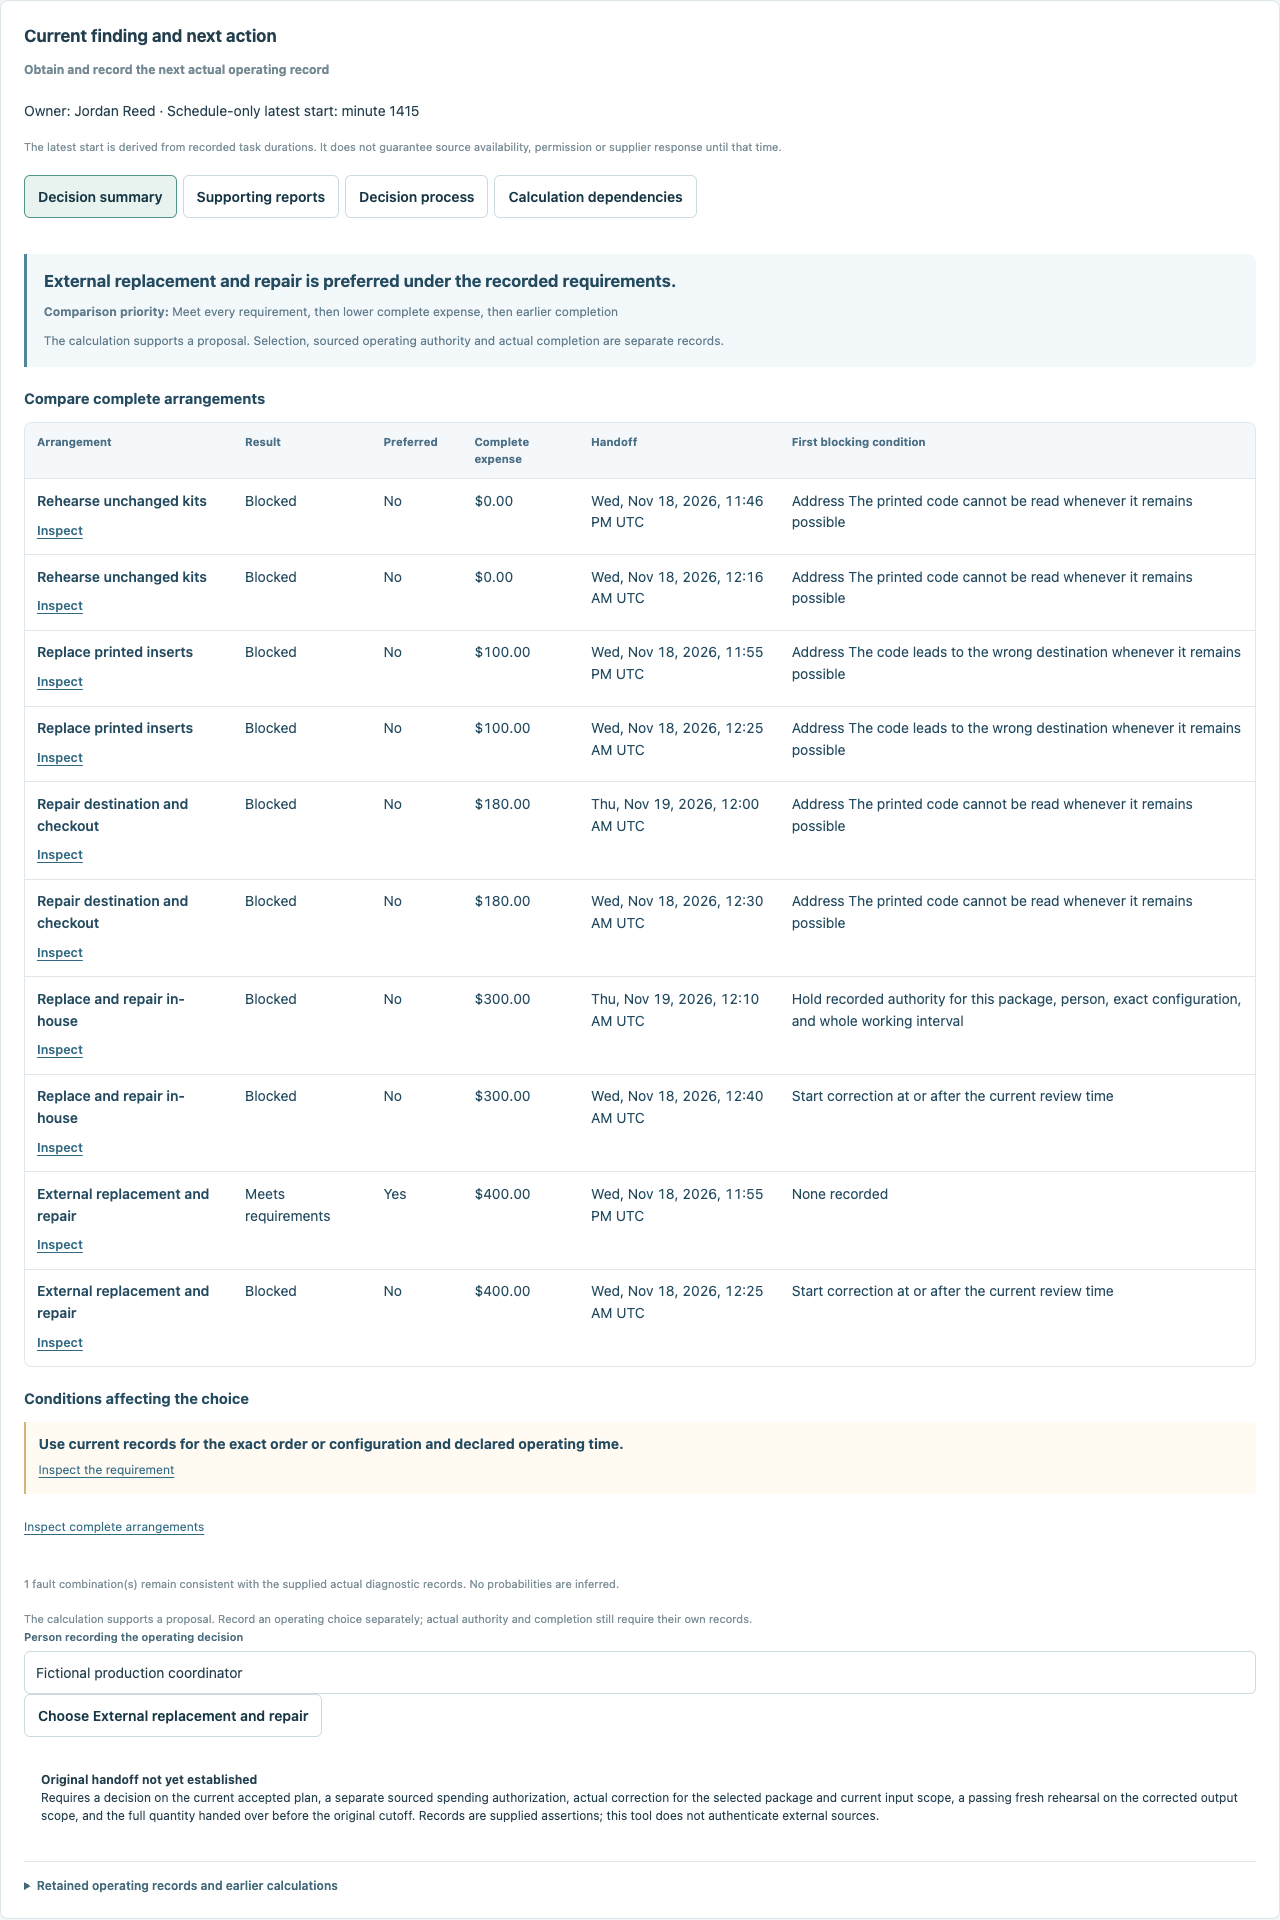 Current finding and next action
Obtain and record the next actual operating record
Owner: Jordan Reed · Schedule-only latest start: minute 1415
The latest start is derived from recorded task durations. It does not guarantee source availability, permission or supplier response until that time.
Decision summary
Supporting reports
Decision process
Calculation dependencies
External replacement and repair is preferred under the recorded requirements.
Comparison priority: Meet every requirement, then lower complete expense, then earlier completion
The calculation supports a proposal. Selection, sourced operating authority and actual completion are separate records.
Compare complete arrangements
Arrangement Result Preferred Complete Handoff First blocking condition
expense
Rehearse unchanged kits Blocked No $0.00 Wed, Nov 18, 2026, 11:46 Address The printed code cannot be read whenever it remains
PM UTC possible
Inspect
Rehearse unchanged kits Blocked No $0.00 Wed, Nov 18, 2026, 12:16 Address The printed code cannot be read whenever it remains
AM UTC possible
Inspect
Replace printed inserts Blocked No $100.00 Wed, Nov 18, 2026, 11:55 Address The code leads to the wrong destination whenever it remains
PM UTC possible
Inspect
Replace printed inserts Blocked No $100.00 Wed, Nov 18, 2026, 12:25 Address The code leads to the wrong destination whenever it remains
AM UTC possible
Inspect
Repair destination and Blocked No $180.00 Thu, Nov 19, 2026, 12:00 Address The printed code cannot be read whenever it remains
checkout AM UTC possible
Inspect
Repair destination and Blocked No $180.00 Wed, Nov 18, 2026, 12:30 Address The printed code cannot be read whenever it remains
checkout AM UTC possible
Inspect
Replace and repair in- Blocked No $300.00 Thu, Nov 19, 2026, 12:10 Hold recorded authority for this package, person, exact configuration,
house AM UTC and whole working interval
Inspect
Replace and repair in- Blocked No $300.00 Wed, Nov 18, 2026, 12:40 Start correction at or after the current review time
house AM UTC
Inspect
External replacement and Meets Yes $400.00 Wed, Nov 18, 2026, 11:55 None recorded
repair requirements PM UTC
Inspect
External replacement and Blocked No $400.00 Wed, Nov 18, 2026, 12:25 Start correction at or after the current review time
repair AM UTC
Inspect
Conditions affecting the choice
Use current records for the exact order or configuration and declared operating time.
Inspect the requirement
Inspect complete arrangements
1 fault combination(s) remain consistent with the supplied actual diagnostic records. No probabilities are inferred.
The calculation supports a proposal. Record an operating choice separately; actual authority and completion still require their own records.
Person recording the operating decision
Fictional production coordinator
Choose External replacement and repair
Original handoff not yet established
Requires a decision on the current accepted plan, a separate sourced spending authorization, actual correction for the selected package and current input scope, a passing fresh rehearsal on the corrected output
scope, and the full quantity handed over before the original cutoff. Records are supplied assertions; this tool does not authenticate external sources.
Retained operating records and earlier calculations